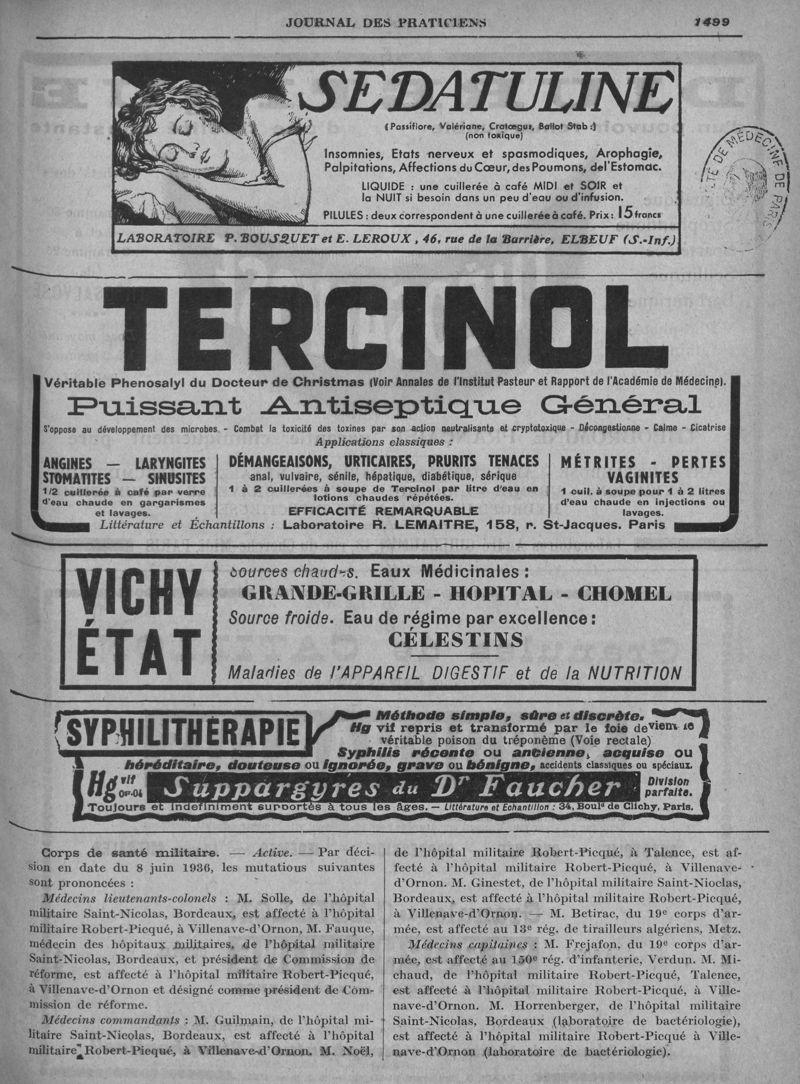 JOURNAL DES PRATICIENS 1499
SÉDATULINE
(Passiflore, Valériane, Cratœgus, Ballot Stab:)
(non toxique)
Insomnies, Etats nerveux et spasmodiques, Arophagie,
Palpitations, Affections du Cœur, des Poumons, de l'Estomac.
LIQUIDE : une cuillerée à café MIDI et SOIR et
la NUIT si besoin dans un peu d'eau ou d'infusion.
PILULES : deux correspondent à une cuillerée à café. Prix: 15 francs
LABORATOIRE P. BOUSQUET et E. LEROUX, 46, rue de la Barrière, ELBEUF (S.-Inf.)
DE MÉDECINE DE PARIS
TERCINOL
Véritable Phenosalyl du Docteur de Christmas (Voir Annales de l'Institut Pasteur et Rapport de l'Académie de Médecine).
Puissant Antiseptique Général
S'oppose au développement des microbes. - Combat la toxicité des toxines par son action neutralisante et cryptotoxique - Décongestionne - Calme - Cicatrise
Applications classiques :
ANGINES — LARYNGITES
STOMATITES — SINUSITES
1/2 cuillerée à café par verre
d'eau chaude en gargarismes
et lavages.
DÉMANGEAISONS, URTICAIRES, PRURITS TENACES
anal, vulvaire, sénile, hépatique, diabétique, sérique
1 à 2 cuillerées à soupe de Tercinol par litre d'eau en
lotions chaudes répétées.
EFFICACITÉ REMARQUABLE
MÉTRITES - PERTES
VAGINITES
1 cuil. à soupe pour 1 à 2 litres
d'eau chaude en injections ou
lavages.
Littérature et Échantillons : Laboratoire R. LEMAITRE, 158, r. St-Jacques. Paris
VICHY
ÉTAT
Sources chaudes. Eaux Médicinales :
GRANDE-GRILLE - HOPITAL - CHOMEL
Source froide. Eau de régime par excellence :
CÉLESTINS
Maladies de l'APPAREIL DIGESTIF et de la NUTRITION
SYPHILITHÉRAPIE
Méthode simple, sûre et discrète.
Hg vif repris et transformé par le foie devient le
véritable poison du tréponème (Voie rectale)
Syphilis récente ou ancienne, acquise ou
héréditaire, douteuse ou ignorée, grave ou bénigne, accidents classiques ou spéciaux.
Hg vif OP-04 Suppargyres du Dr Faucher Division parfaite.
Toujours et indéfiniment supportés à tous les âges. — Littérature et Echantillon : 34, Boul^d de Clichy, Paris.
Corps de santé militaire. — Active. — Par déci-
sion en date du 8 juin 1936, les mutations suivantes
sont prononcées :
Médecins lieutenants-colonels : M. Solle, de l'hôpital
militaire Saint-Nicolas, Bordeaux, est affecté à l'hôpital
militaire Robert-Picqué, à Villenave-d'Ornon, M. Fauque,
médecin des hôpitaux militaires, de l'hôpital militaire
Saint-Nicolas, Bordeaux, et président de Commission de
réforme, est affecté à l'hôpital militaire Robert-Picqué,
à Villenave-d'Ornon et désigné comme président de Com-
mission de réforme.
Médecins commandants : M. Guilmain, de l'hôpital mi-
litaire Saint-Nicolas, Bordeaux, est affecté à l'hôpital
militaire Robert-Picqué, à Villenave-d'Ornon. M. Noël,
de l'hôpital militaire Robert-Picqué, à Talence, est af-
fecté à l'hôpital militaire Robert-Picqué, à Villenave-
d'Ornon. M. Ginestet, de l'hôpital militaire Saint-Nioclas,
Bordeaux, est affecté à l'hôpital militaire Robert-Picqué,
à Villenave-d'Ornon. — M. Betirac, du 19e corps d'ar-
mée, est affecté au 13e rég. de tirailleurs algériens, Metz.
Médecins capitaines : M. Frejafon, du 19e corps d'ar-
mée, est affecté au 150e rég. d'infanterie, Verdun. M. Mi-
chaud, de l'hôpital militaire Robert-Picqué, Talence,
est affecté à l'hôpital militaire Robert-Picqué, à Ville-
nave-d'Ornon. M. Horrenberger, de l'hôpital militaire
Saint-Nicolas, Bordeaux (laboratoire de bactériologie),
est affecté à l'hôpital militaire Robert-Picqué à Ville-
nave-d'Ornon (laboratoire de bactériologie).